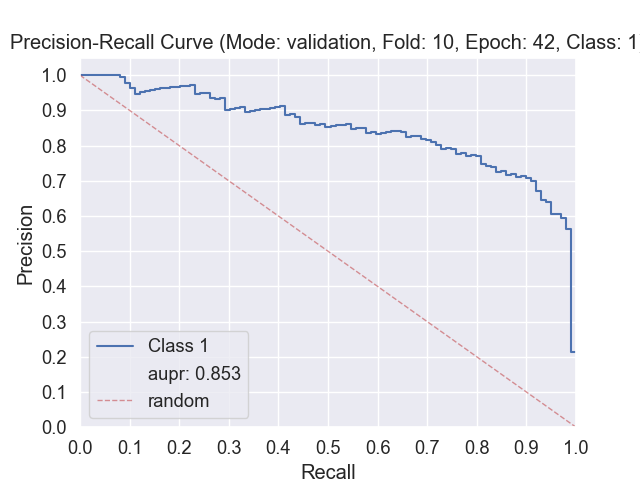 Precision-Recall Curve (Mode: validation, Fold: 10, Epoch: 42, Class: 1
1.0
0.9
0.8
0.7
0.6
0.5
0.4
0.3
0.2
0.1
0.0
Precision
Class 1
aupr: 0.853
random
0.0 0.1 0.2 0.3 0.4 0.5 0.6 0.7 0.8 0.9 1.0
Recall